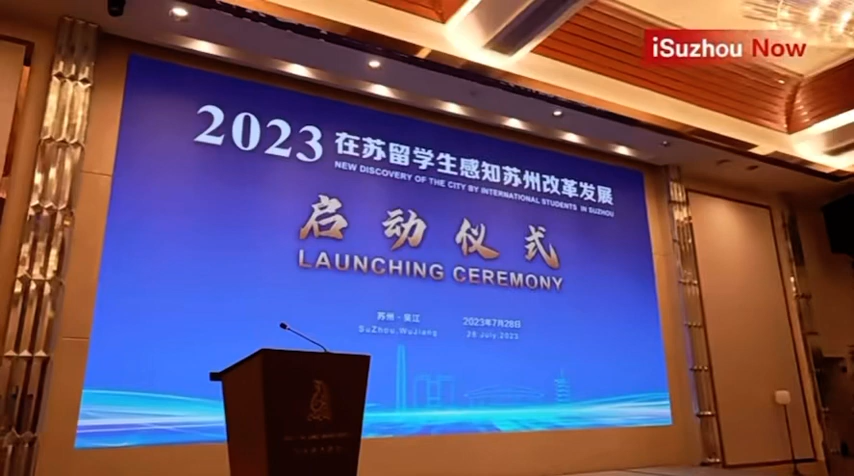 iSuzhou Now
2023 在苏留学生感知苏州改革发展
NEW DISCOVERY OF THE CITY BY INTERNATIONAL STUDENTS IN SUZHOU
启动仪式
LAUNCHING CEREMONY
苏州·吴江 2023年7月28日
SuZhou,WuJiang 28 July,2023